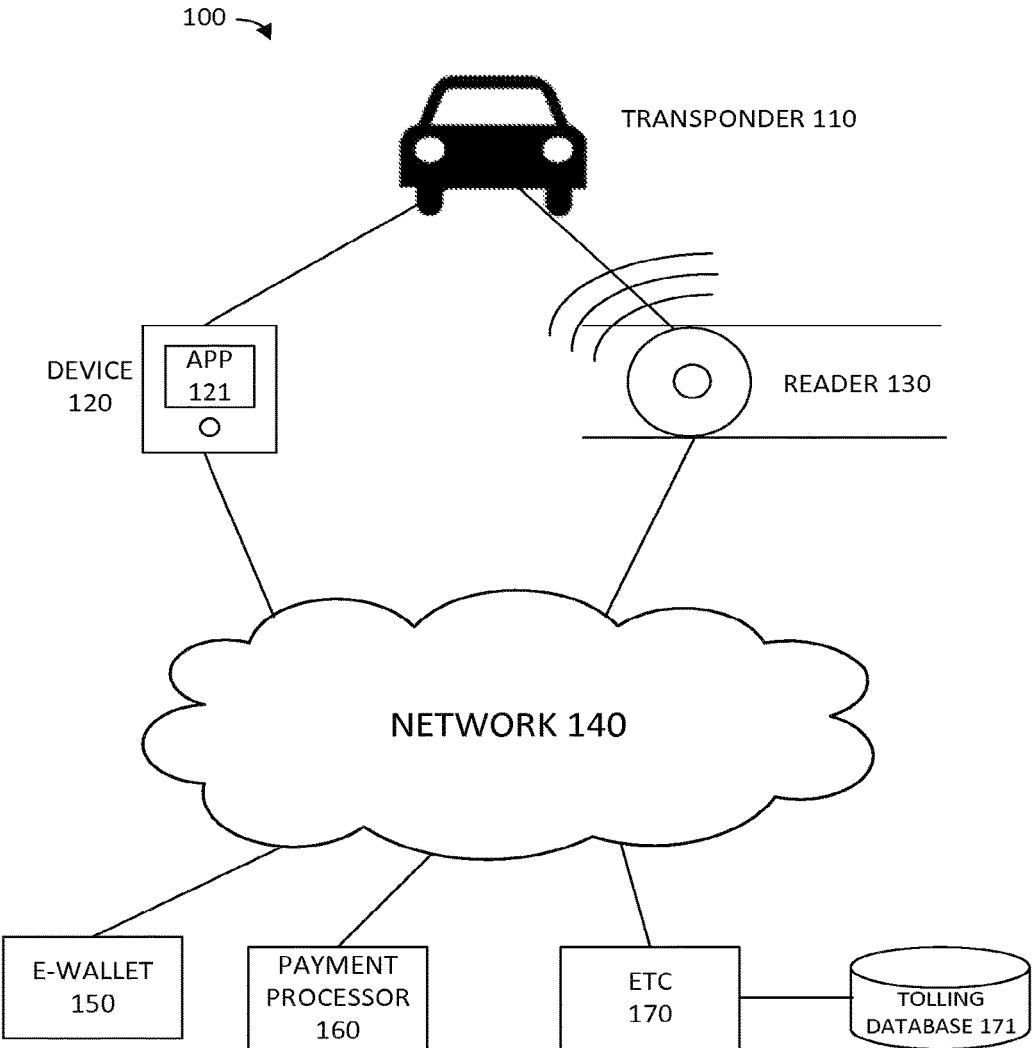 100
TRANSPONDER 110
DEVICE
120
APP
121
READER 130
NETWORK 140
E-WALLET
150
PAYMENT
PROCESSOR
160
ETC
170
TOLLING
DATABASE 171